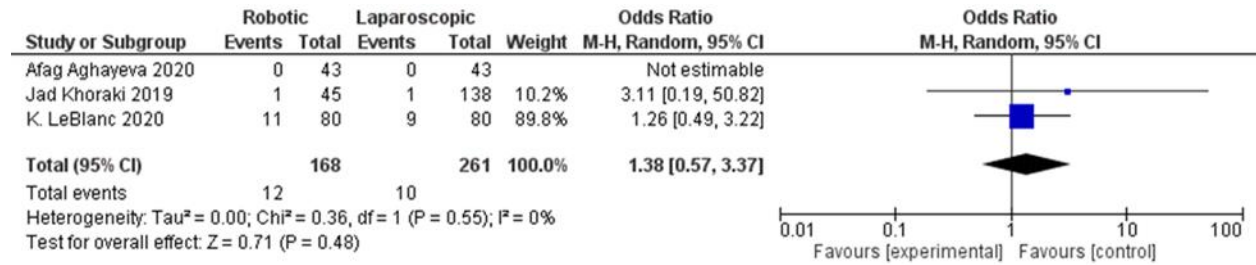 Robotic Laparoscopic Odds Ratio Odds Ratio
Study or Subgroup Events Total Events Total Weight M-H, Random, 95% CI M-H, Random, 95% CI
Afag Aghayeva 2020 0 43 0 43 Not estimable
Jad Khoraki 2019 1 45 1 138 10.2% 3.11 [0.19, 50.82]
K. LeBlanc 2020 11 80 9 80 89.8% 1.26 [0.49, 3.22]
Total (95% CI) 168 261 100.0% 1.38 [0.57, 3.37]
Total events 12 10
Heterogeneity: Tau² = 0.00; Chi² = 0.36, df = 1 (P = 0.55); I² = 0%
Test for overall effect: Z = 0.71 (P = 0.48)
0.01 0.1 1 10 100
Favours [experimental] Favours [control]